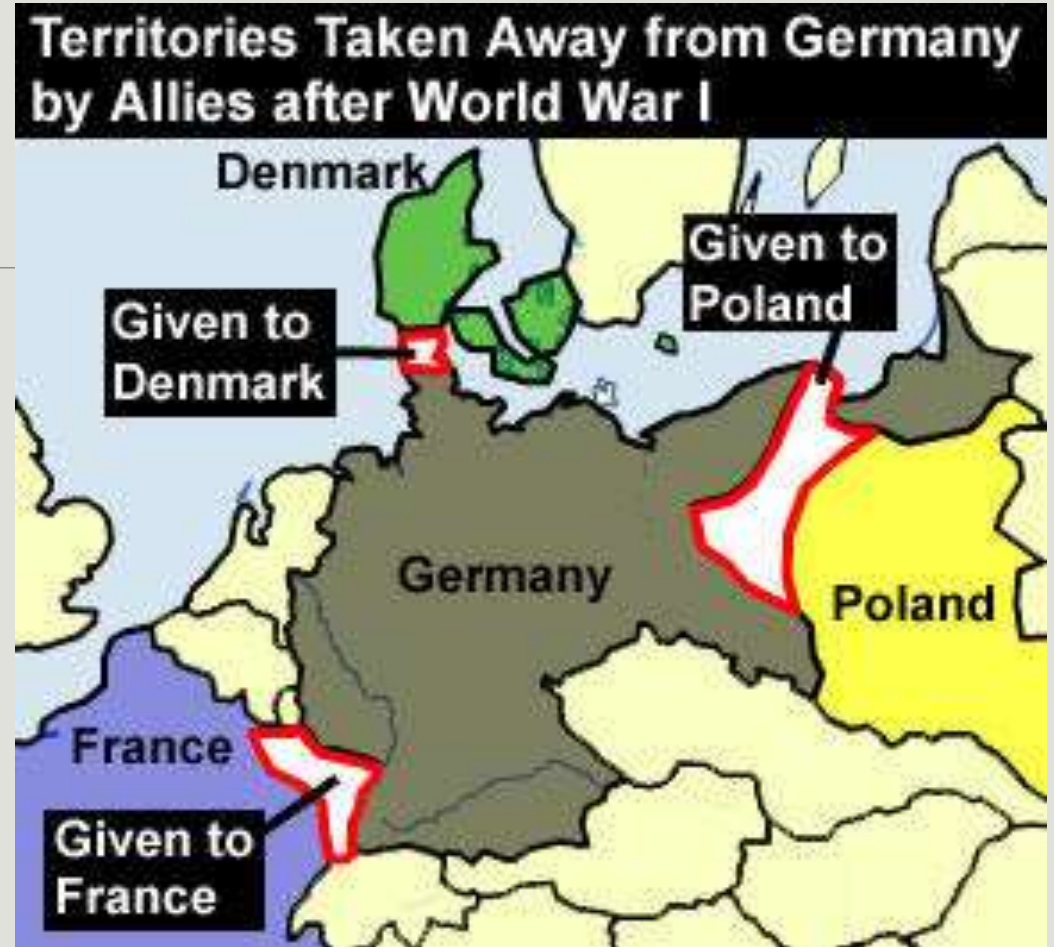 Territories Taken Away from Germany
by Allies after World War I
Denmark
Given to
Poland
Given to
Denmark
Germany
Poland
France
Given to
France